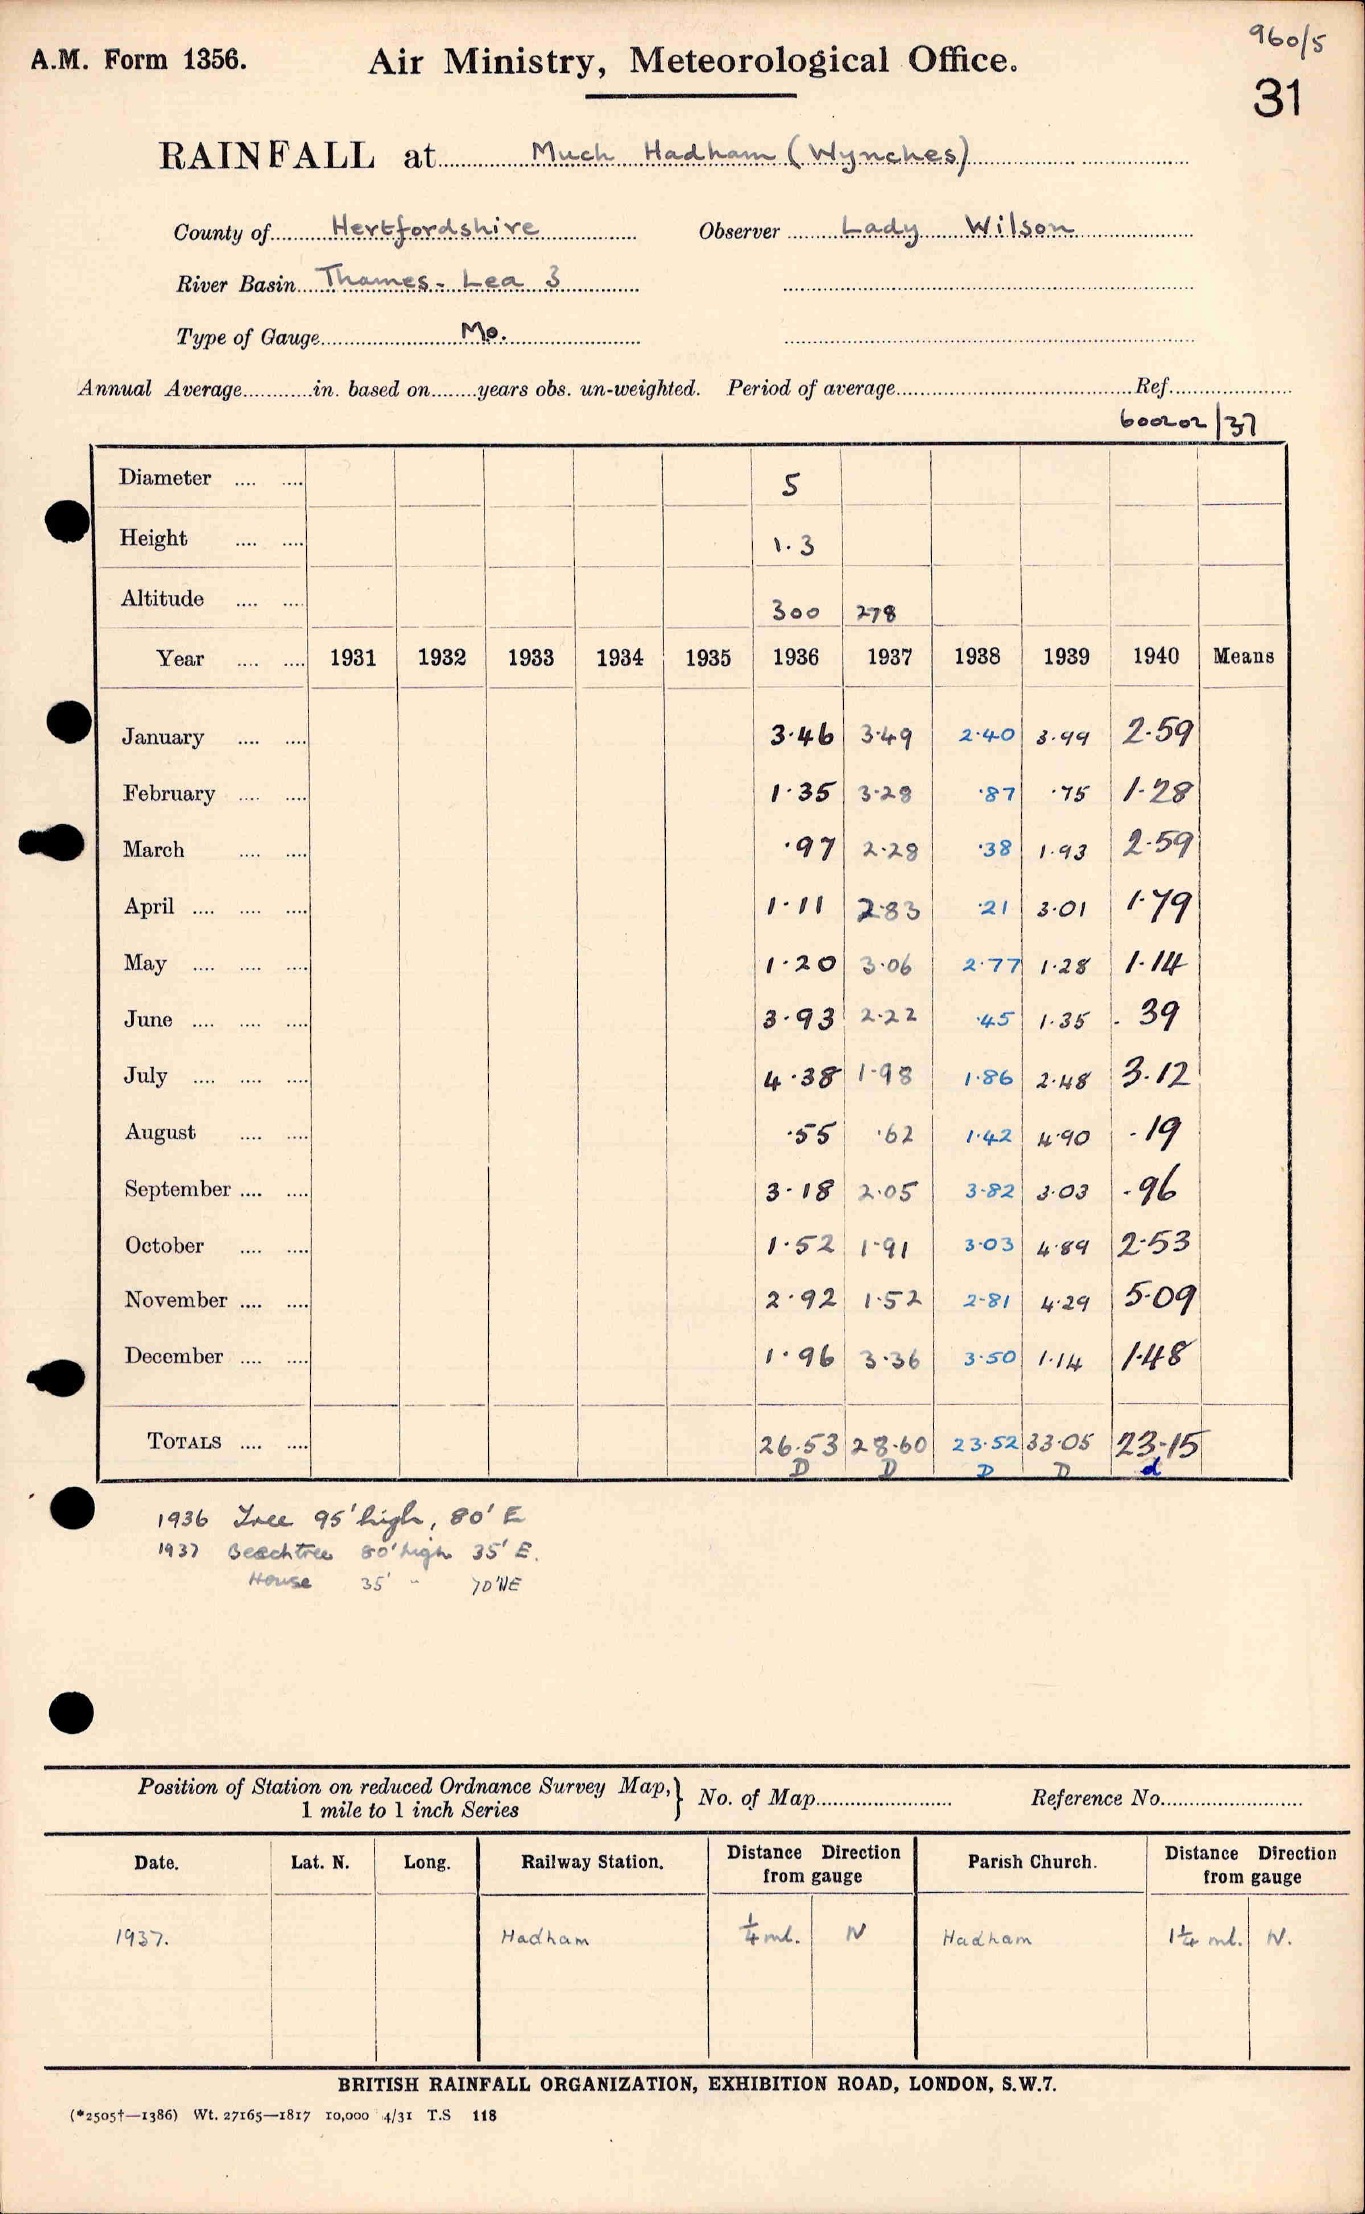 960/5
A.M. Form 1356. Air Ministry, Meteorological Office.
31
RAINFALL at Much Hadham (Wynches)
County of Hertfordshire Observer Lady Wilson
River Basin Thames - Lea 3
Type of Gauge Mo.
Annual Average in. based on years obs. un-weighted. Period of average Ref.
600202/37
Diameter 5
Height 1.3
Altitude 300 278
Year 1931 1932 1933 1934 1935 1936 1937 1938 1939 1940 Means
January 3.46 3.49 2.40 3.99 2.59
February 1.35 3.28 .87 .75 1.28
March .97 2.28 .38 1.93 2.59
April 1.11 2.83 .21 3.01 1.79
May 1.20 3.06 2.77 1.28 1.14
June 3.93 2.22 .45 1.35 .39
July 4.38 1.98 1.86 2.48 3.12
August .55 .62 1.42 4.90 .19
September 3.18 2.05 3.82 3.03 .96
October 1.52 1.91 3.03 4.89 2.53
November 2.92 1.52 2.81 4.29 5.09
December 1.96 3.36 3.50 1.14 1.48
TOTALS 26.53 28.60 23.52 33.05 23.15
D D D D d
1936 Tree 95' high, 80' E
1937 Beechtree 80' high 35' E.
House 35' " 70' NE
Position of Station on reduced Ordnance Survey Map, 1 mile to 1 inch Series } No. of Map Reference No.
Date. Lat. N. Long. Railway Station. Distance Direction from gauge Parish Church. Distance Direction from gauge
1937. Hadham 1/4 ml. N Hadham 1 1/4 ml. N.
BRITISH RAINFALL ORGANIZATION, EXHIBITION ROAD, LONDON, S.W.7.
(*2505†—1386) Wt. 27165—1817 10,000 4/31 T.S 118